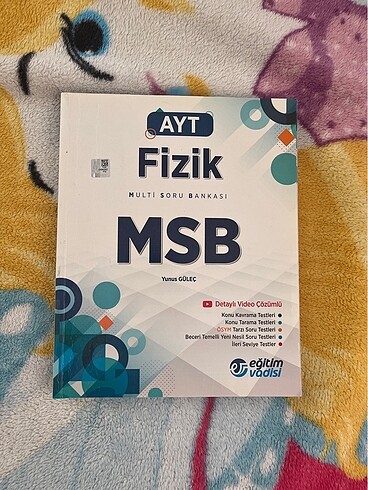 AYT
Fizik
MULTİ SORU BANKASI
MSB
Yunus GÜLEÇ
Detaylı Video Çözümlü
Konu Kavrama Testleri
Konu Tarama Testleri
ÖSYM Tarzı Soru Testleri
Beceri Temelli Yeni Nesil Soru Testleri
İleri Seviye Testler
eğitim
vadisi